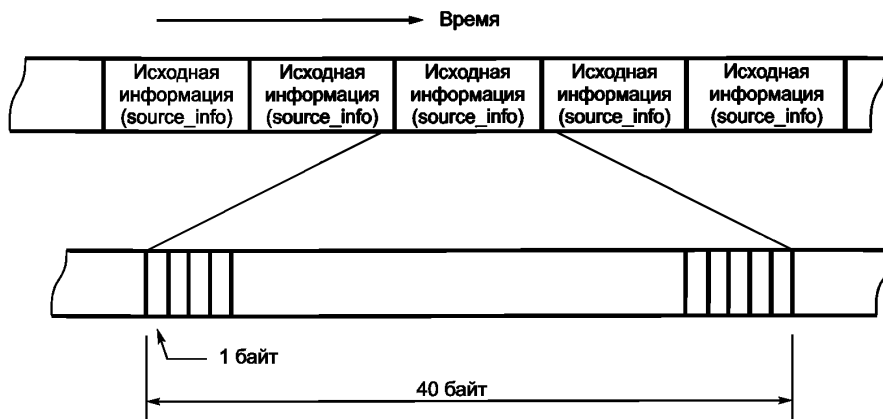 Время
Исходная Исходная Исходная Исходная Исходная
информация информация информация информация информация
(source_info) (source_info) (source_info) (source_info) (source_info)
1 байт
40 байт